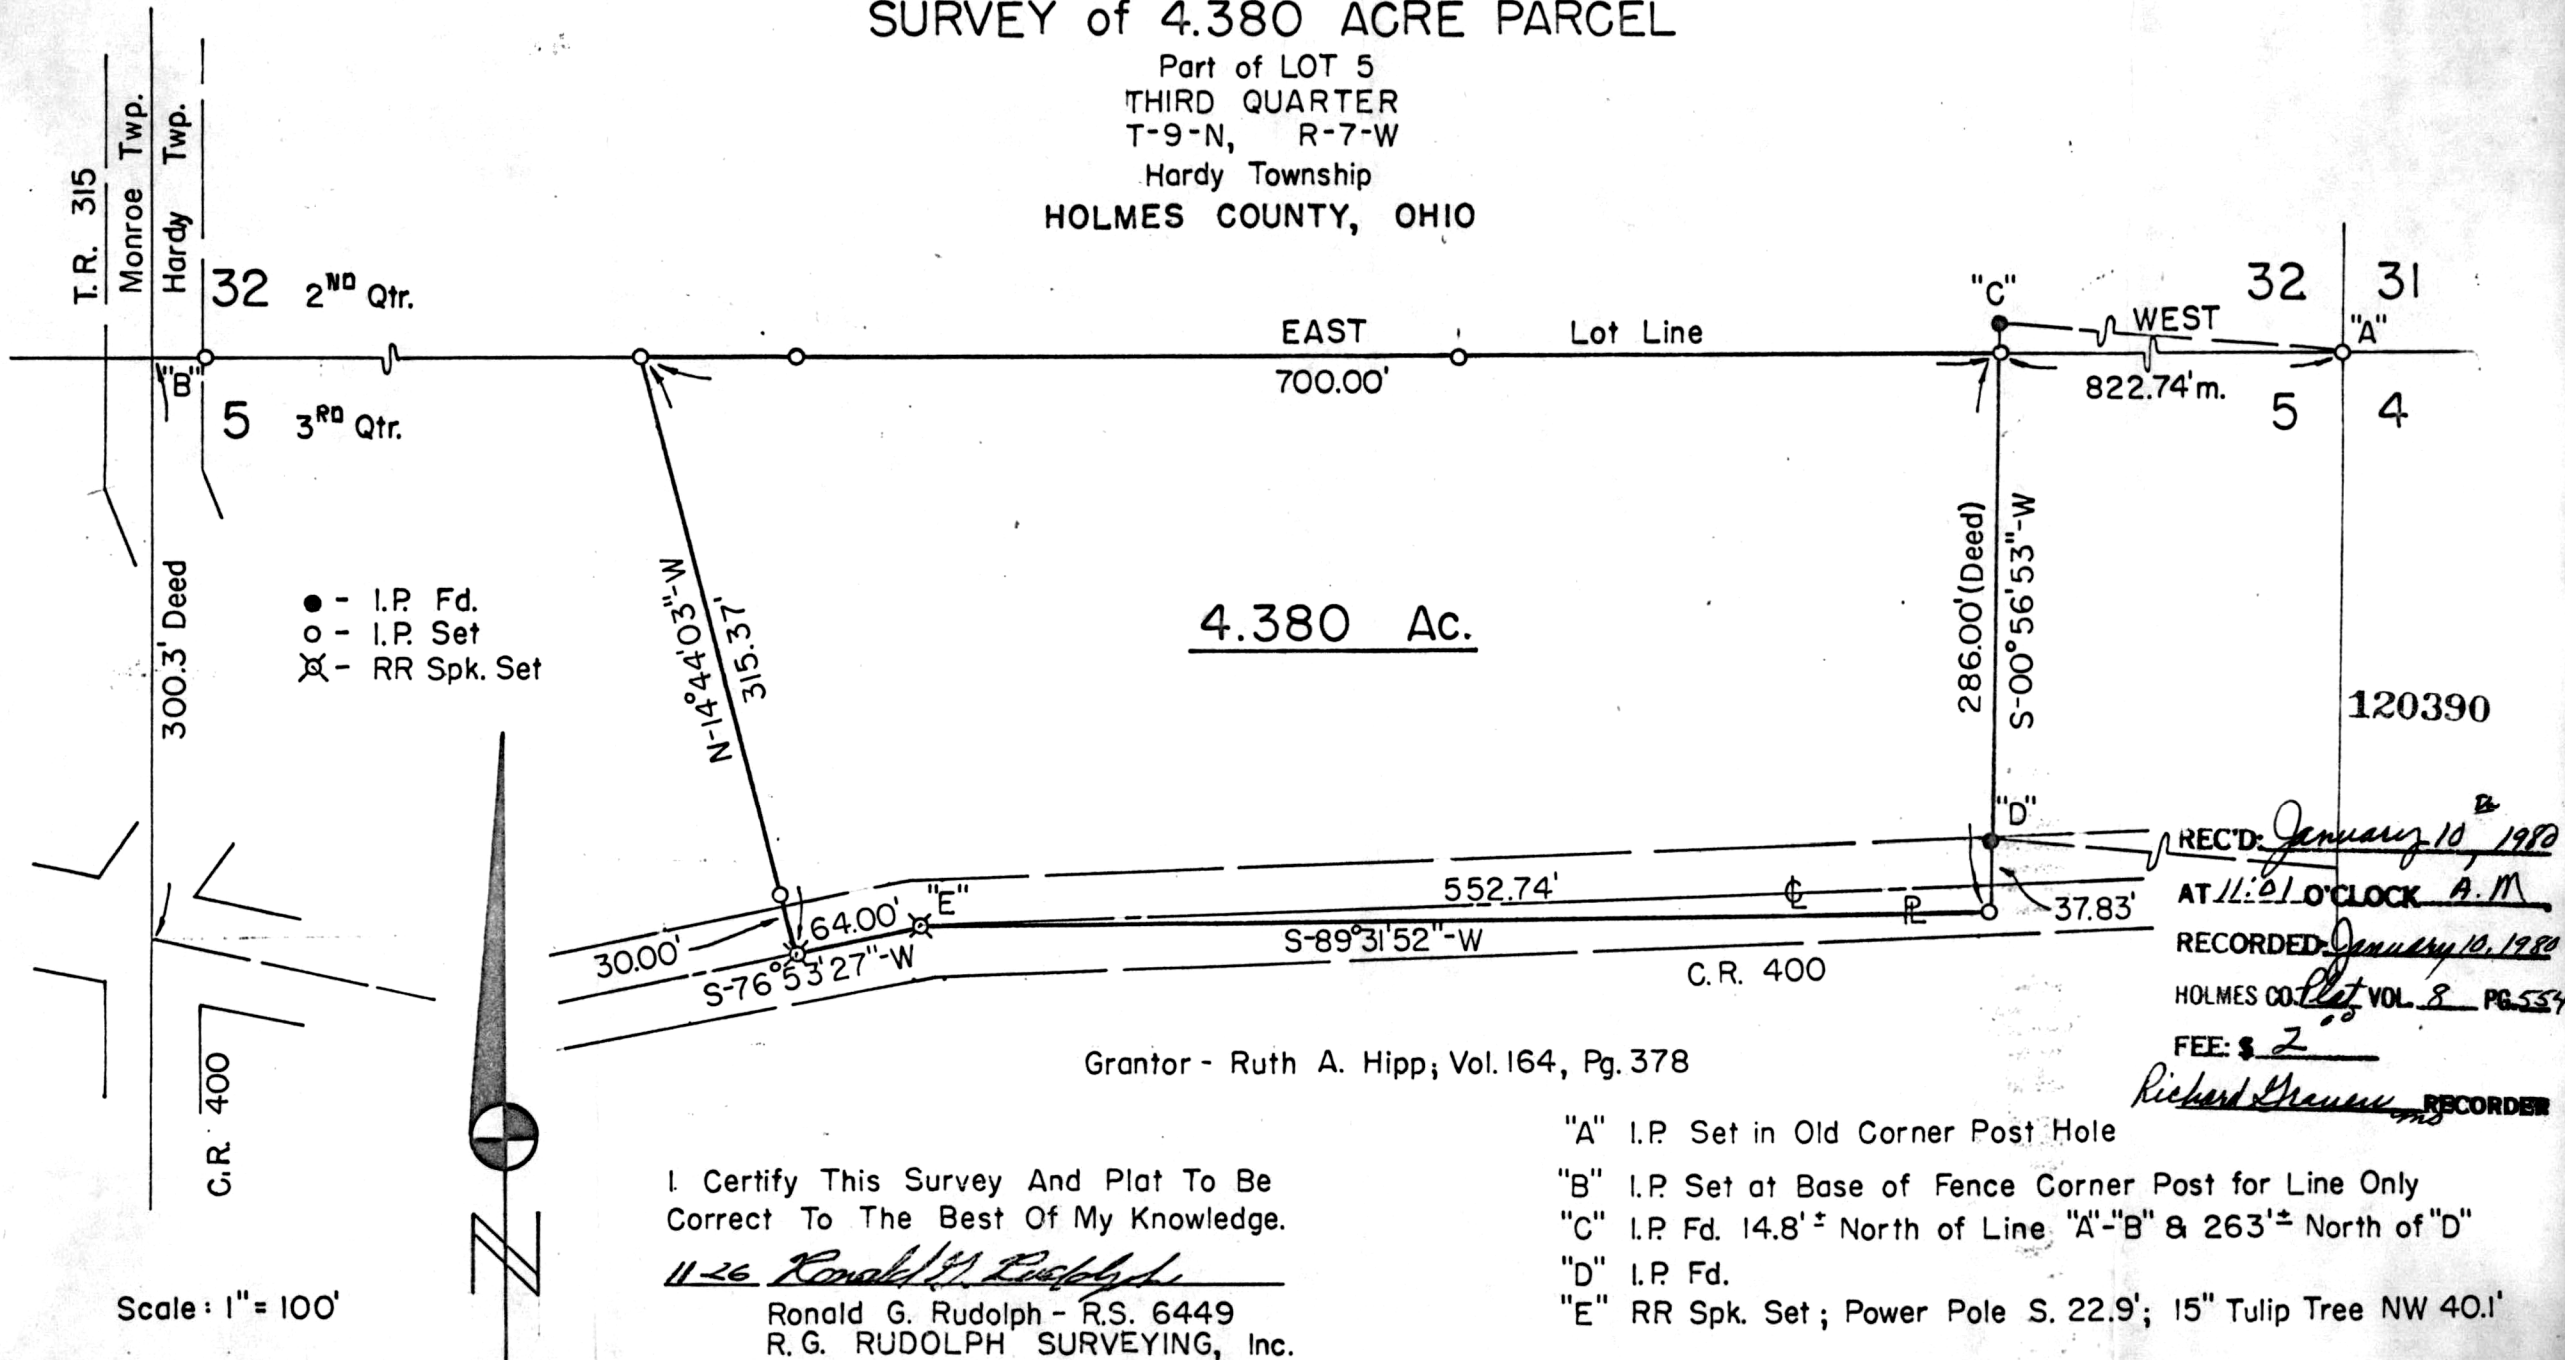 SURVEY of 4.380 ACRE PARCEL
Part of LOT 5
THIRD QUARTER
T-9-N, R-7-W
Hardy Township
HOLMES COUNTY, OHIO
T.R. 315
Monroe Twp.
Hardy Twp.
32 2ND Qtr.
"B"
5 3RD Qtr.
EAST Lot Line
700.00'
"C"
WEST
32 31
"A"
822.74'm.
5 4
300.3' Deed
● - I.P. Fd.
○ - I.P. Set
RR Spk. Set
N-14°44'03"-W
315.37'
4.380 Ac.
286.00'(Deed)
S-00°56'53"-W
120390
"D"
37.83'
"E"
552.74'
℄
P̱L
64.00'
30.00'
S-76°53'27"-W
S-89°31'52"-W
C.R. 400
REC'D: January 10th, 1980
AT 11:01 O'CLOCK A.M
RECORDED January 10, 1980
HOLMES CO. Plat VOL. 8 PG. 554
FEE: $ 2.00
Richard RECORDER
C.R. 400
Grantor - Ruth A. Hipp; Vol. 164, Pg. 378
N
I Certify This Survey And Plat To Be
Correct To The Best Of My Knowledge.
11-26 Ronald G. Rudolph
Ronald G. Rudolph - R.S. 6449
R.G. RUDOLPH SURVEYING, Inc.
Scale: 1" = 100'
"A" I.P. Set in Old Corner Post Hole
"B" I.P. Set at Base of Fence Corner Post for Line Only
"C" I.P. Fd. 14.8'± North of Line "A"-"B" & 263'± North of "D"
"D" I.P. Fd.
"E" RR Spk. Set; Power Pole S. 22.9'; 15" Tulip Tree NW 40.1'